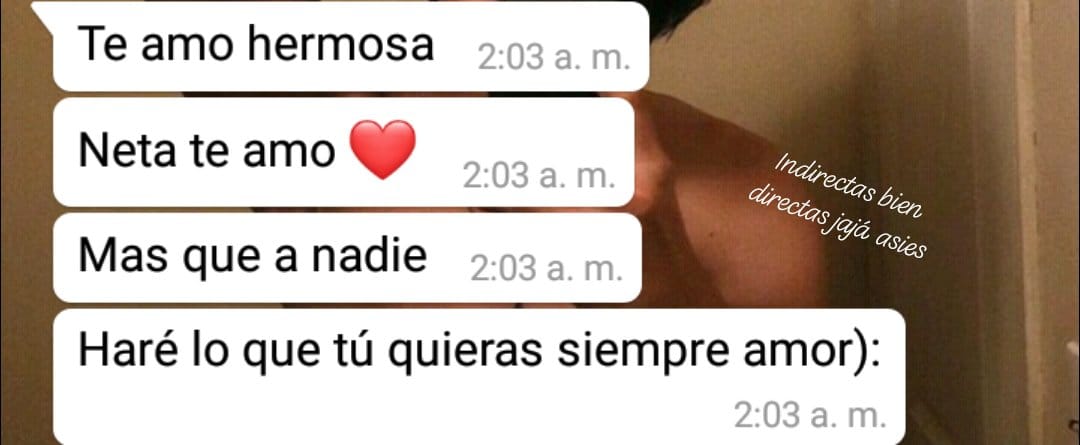 Te amo hermosa 2:03 a. m.
Neta te amo ❤️ 2:03 a. m.
Mas que a nadie 2:03 a. m.
Haré lo que tú quieras siempre amor):
2:03 a. m.
Indirectas bien
directas jajá asies